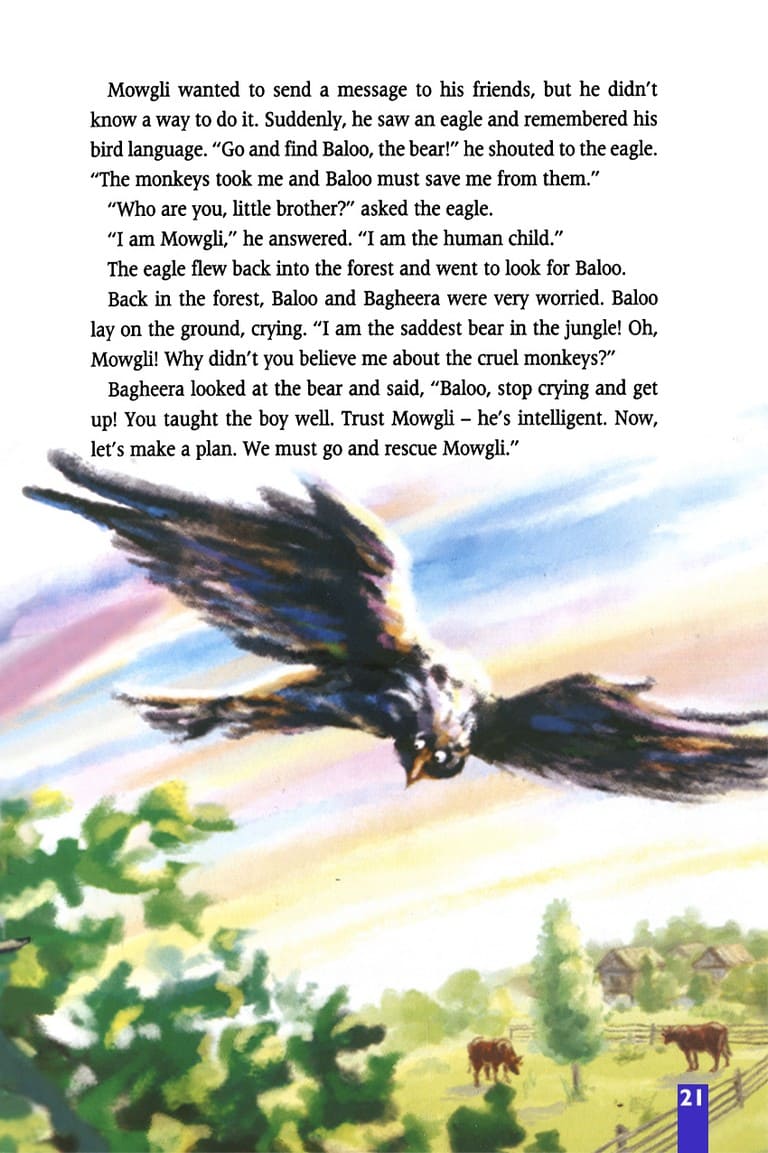 Mowgli wanted to send a message to his friends, but he didn’t
know a way to do it. Suddenly, he saw an eagle and remembered his
bird language. “Go and find Baloo, the bear!” he shouted to the eagle.
“The monkeys took me and Baloo must save me from them.”
“Who are you, little brother?” asked the eagle.
“I am Mowgli,” he answered. “I am the human child.”
The eagle flew back into the forest and went to look for Baloo.
Back in the forest, Baloo and Bagheera were very worried. Baloo
lay on the ground, crying. “I am the saddest bear in the jungle! Oh,
Mowgli! Why didn’t you believe me about the cruel monkeys?”
Bagheera looked at the bear and said, “Baloo, stop crying and get
up! You taught the boy well. Trust Mowgli – he’s intelligent. Now,
let’s make a plan. We must go and rescue Mowgli.”
21